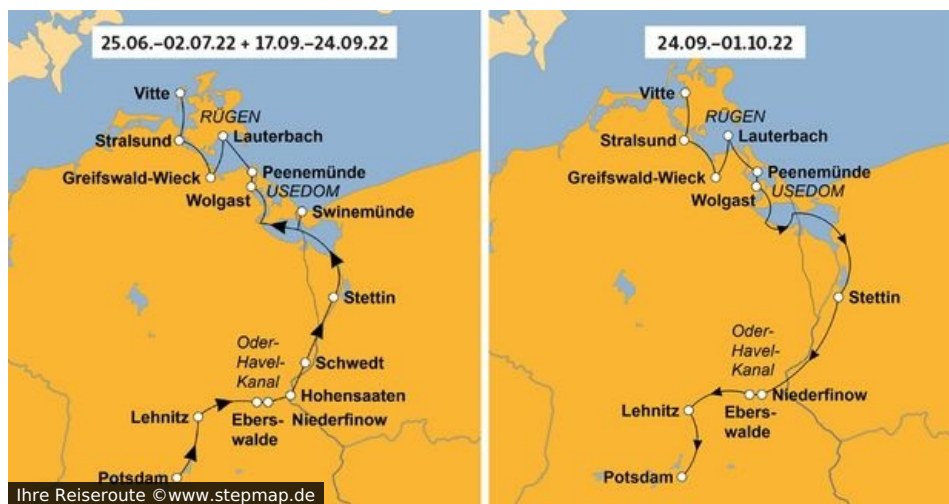 25.06.–02.07.22 + 17.09.–24.09.22
Vitte
RÜGEN
Stralsund
Lauterbach
Greifswald-Wieck
Peenemünde
USEDOM
Wolgast
Swinemünde
Stettin
Oder-
Havel-
Kanal
Schwedt
Hohensaaten
Lehnitz
Ebers-
walde
Niederfinow
Potsdam
Ihre Reiseroute ©www.stepmap.de
24.09.–01.10.22
Vitte
RÜGEN
Stralsund
Lauterbach
Greifswald-Wieck
Peenemünde
USEDOM
Wolgast
Stettin
Oder-
Havel-
Kanal
Niederfinow
Lehnitz
Ebers-
walde
Potsdam